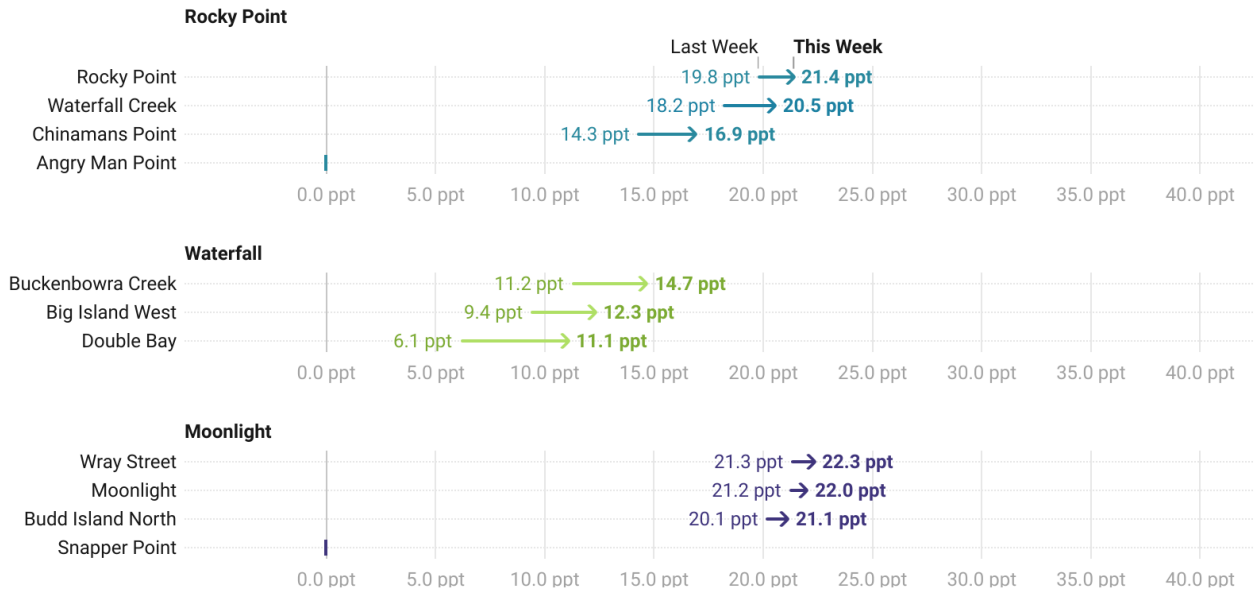 Rocky Point
Last Week This Week
Rocky Point 19.8 ppt 21.4 ppt
Waterfall Creek 18.2 ppt 20.5 ppt
Chinamans Point 14.3 ppt 16.9 ppt
Angry Man Point
0.0 ppt 5.0 ppt 10.0 ppt 15.0 ppt 20.0 ppt 25.0 ppt 30.0 ppt 35.0 ppt 40.0 ppt
Waterfall
Buckenbowra Creek 11.2 ppt 14.7 ppt
Big Island West 9.4 ppt 12.3 ppt
Double Bay 6.1 ppt 11.1 ppt
0.0 ppt 5.0 ppt 10.0 ppt 15.0 ppt 20.0 ppt 25.0 ppt 30.0 ppt 35.0 ppt 40.0 ppt
Moonlight
Wray Street 21.3 ppt 22.3 ppt
Moonlight 21.2 ppt 22.0 ppt
Budd Island North 20.1 ppt 21.1 ppt
Snapper Point
0.0 ppt 5.0 ppt 10.0 ppt 15.0 ppt 20.0 ppt 25.0 ppt 30.0 ppt 35.0 ppt 40.0 ppt